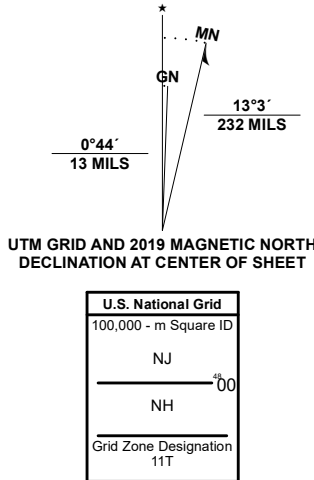 ★
MN
GN
0°44´
13 MILS
13°3´
232 MILS
UTM GRID AND 2019 MAGNETIC NORTH
DECLINATION AT CENTER OF SHEET
U.S. National Grid
100,000 - m Square ID
NJ
48 00
NH
Grid Zone Designation
11T